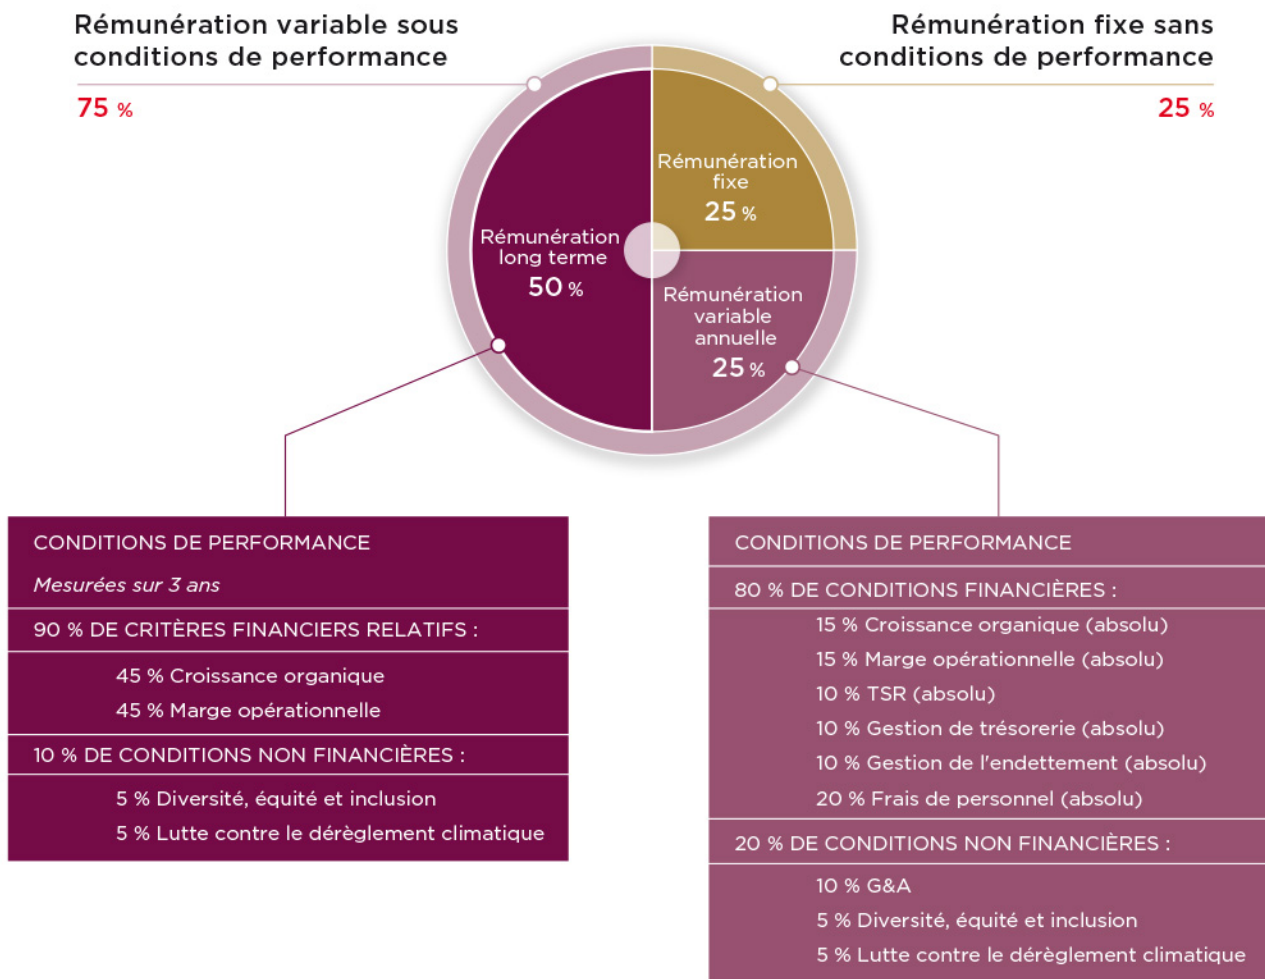 Rémunération variable sous
conditions de performance
75 %
Rémunération fixe sans
conditions de performance
25 %
Rémunération
fixe
25 %
Rémunération
long terme
50 %
Rémunération
variable
annuelle
25 %
CONDITIONS DE PERFORMANCE
Mesurées sur 3 ans
90 % DE CRITÈRES FINANCIERS RELATIFS :
45 % Croissance organique
45 % Marge opérationnelle
10 % DE CONDITIONS NON FINANCIÈRES :
5 % Diversité, équité et inclusion
5 % Lutte contre le dérèglement climatique
CONDITIONS DE PERFORMANCE
80 % DE CONDITIONS FINANCIÈRES :
15 % Croissance organique (absolu)
15 % Marge opérationnelle (absolu)
10 % TSR (absolu)
10 % Gestion de trésorerie (absolu)
10 % Gestion de l'endettement (absolu)
20 % Frais de personnel (absolu)
20 % DE CONDITIONS NON FINANCIÈRES :
10 % G&A
5 % Diversité, équité et inclusion
5 % Lutte contre le dérèglement climatique